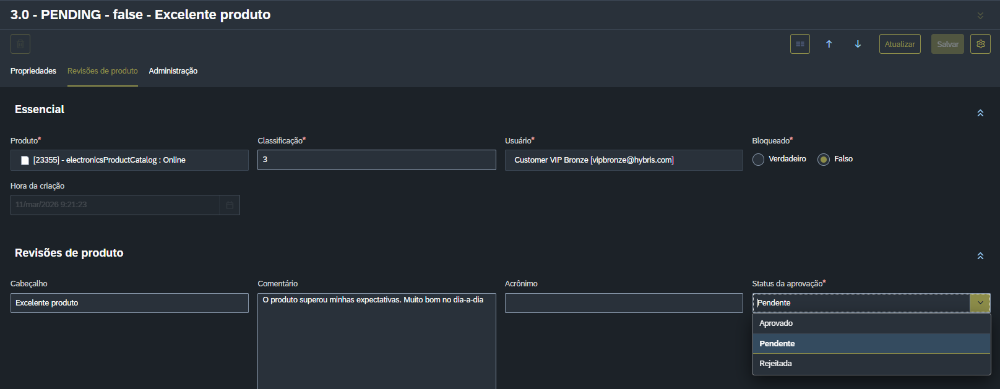 3.0 - PENDING - false - Excelente produto
Atualizar
Salvar
Propriedades
Revisões de produto
Administração
Essencial
Produto*
Classificação*
Usuário*
Bloqueado*
[23355] - electronicsProductCatalog : Online
3
Customer VIP Bronze [vipbronze@hybris.com]
Verdadeiro
Falso
Hora da criação
11/mar/2026 9:21:23
Revisões de produto
Cabeçalho
Comentário
Acrônimo
Status da aprovação*
Excelente produto
O produto superou minhas expectativas. Muito bom no dia-a-dia
Pendente
Aprovado
Pendente
Rejeitada